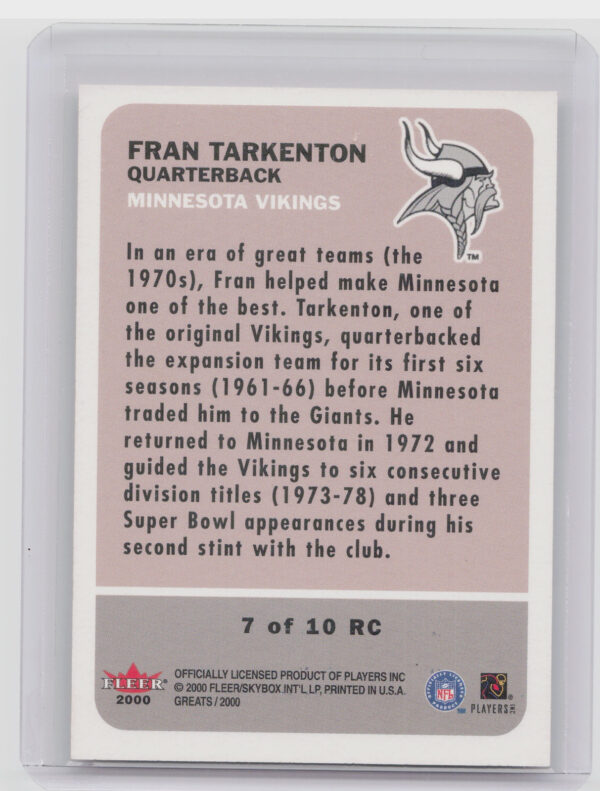 FRAN TARKENTON
QUARTERBACK
MINNESOTA VIKINGS
TM
In an era of great teams (the
1970s), Fran helped make Minnesota
one of the best. Tarkenton, one of
the original Vikings, quarterbacked
the expansion team for its first six
seasons (1961-66) before Minnesota
traded him to the Giants. He
returned to Minnesota in 1972 and
guided the Vikings to six consecutive
division titles (1973-78) and three
Super Bowl appearances during his
second stint with the club.
7 of 10 RC
FLEER
2000
OFFICIALLY LICENSED PRODUCT OF PLAYERS INC
© 2000 FLEER/SKYBOX INT'L, LP, PRINTED IN U.S.A.
GREATS / 2000
NFL
PLAYERS INC